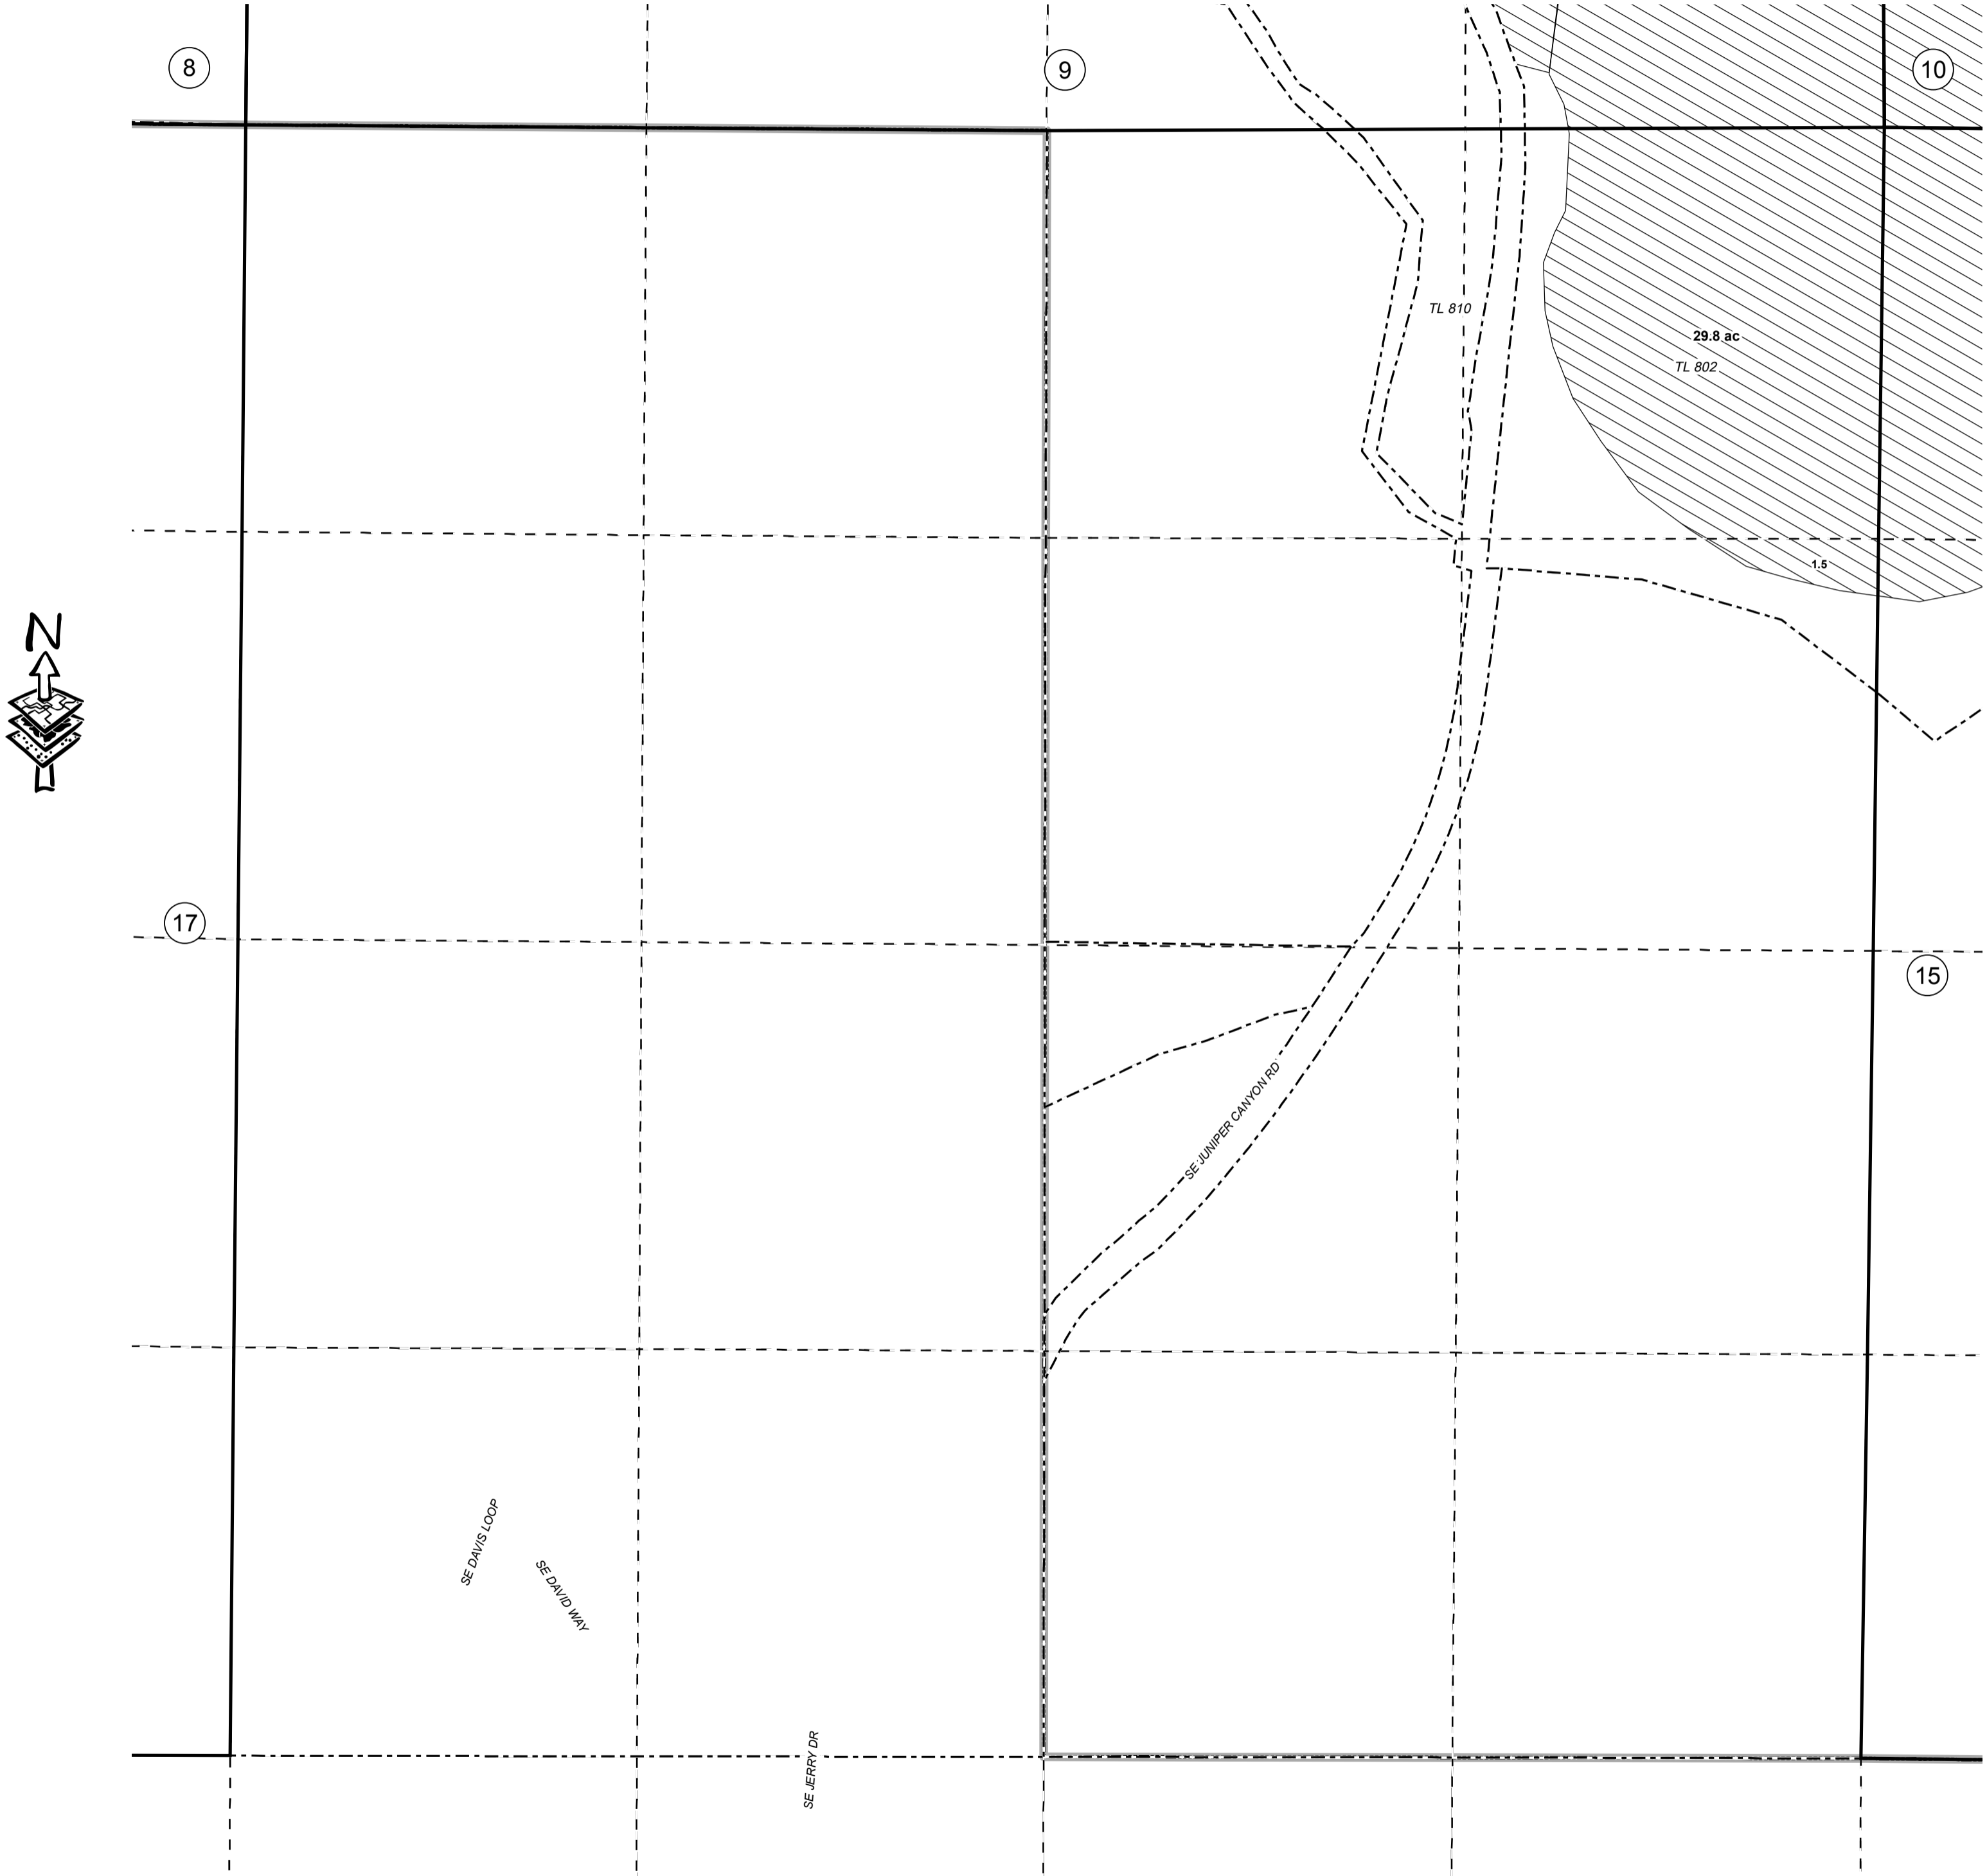 8
9
10
TL 810
29.8 ac
TL 802
1.5
N
17
15
SE JUNIPER CANYON RD
SE DAVIS LOOP
SE DAVID WAY
SE JERRY DR